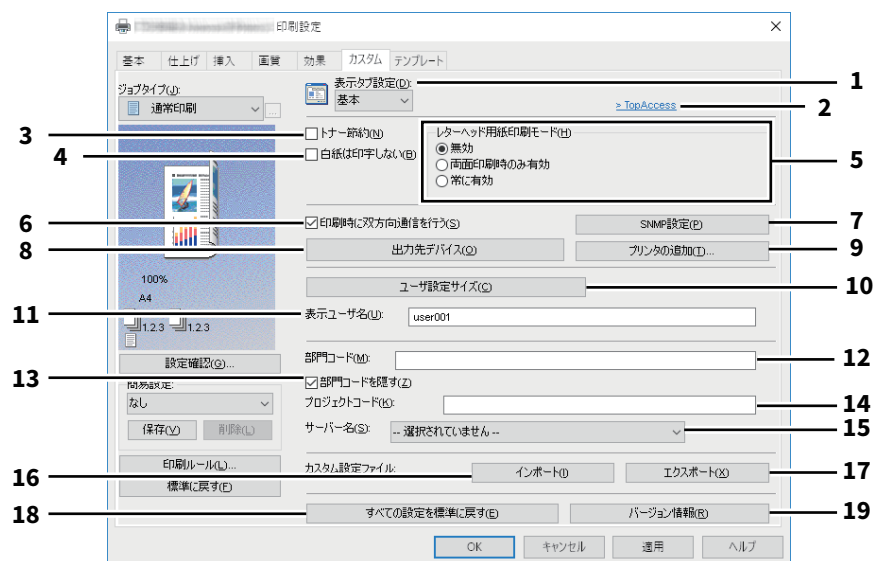 印刷設定
基本 仕上げ 挿入 画質 効果 カスタム テンプレート
ジョブタイプ(J):
通常印刷
...
100%
A4
1.2.3 1.2.3
設定確認(G)...
簡易設定:
なし
保存(V) 削除(L)
印刷ルール(L)...
標準に戻す(F)
表示タブ設定(D):
基本
1
> TopAccess
2
3
トナー節約(N)
4
白紙は印字しない(B)
レターヘッド用紙印刷モード(H)
無効
両面印刷時のみ有効
常に有効
5
6
印刷時に双方向通信を行う(S)
SNMP設定(P)
7
8
出力先デバイス(O)
プリンタの追加(T)...
9
ユーザ設定サイズ(C)
10
11
表示ユーザ名(U):
user001
部門コード(M):
12
13
部門コードを隠す(Z)
プロジェクトコード(K):
14
サーバー名(S):
-- 選択されていません --
15
16
カスタム設定ファイル:
インポート(I)
エクスポート(X)
17
18
すべての設定を標準に戻す(E)
バージョン情報(R)
19
OK キャンセル 適用 ヘルプ